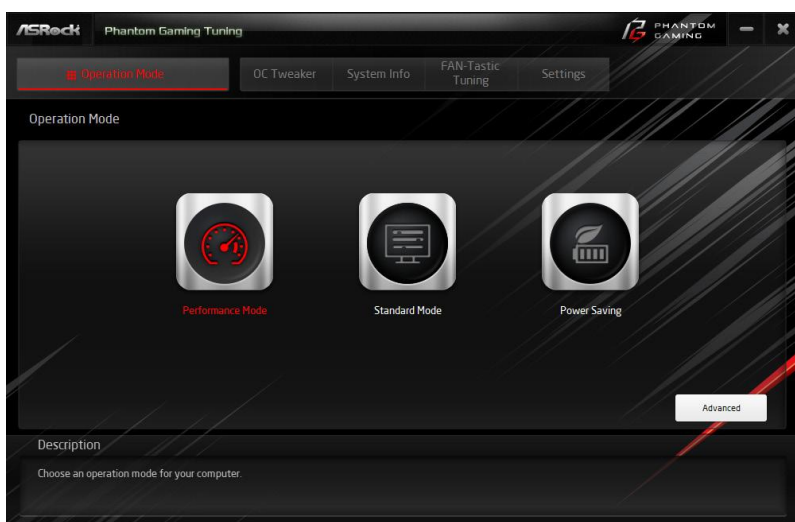 ASRock
Phantom Gaming Tuning
PHANTOM
GAMING
Operation Mode
OC Tweaker
System Info
FAN-Tastic
Tuning
Settings
Operation Mode
Performance Mode
Standard Mode
Power Saving
Advanced
Description
Choose an operation mode for your computer.